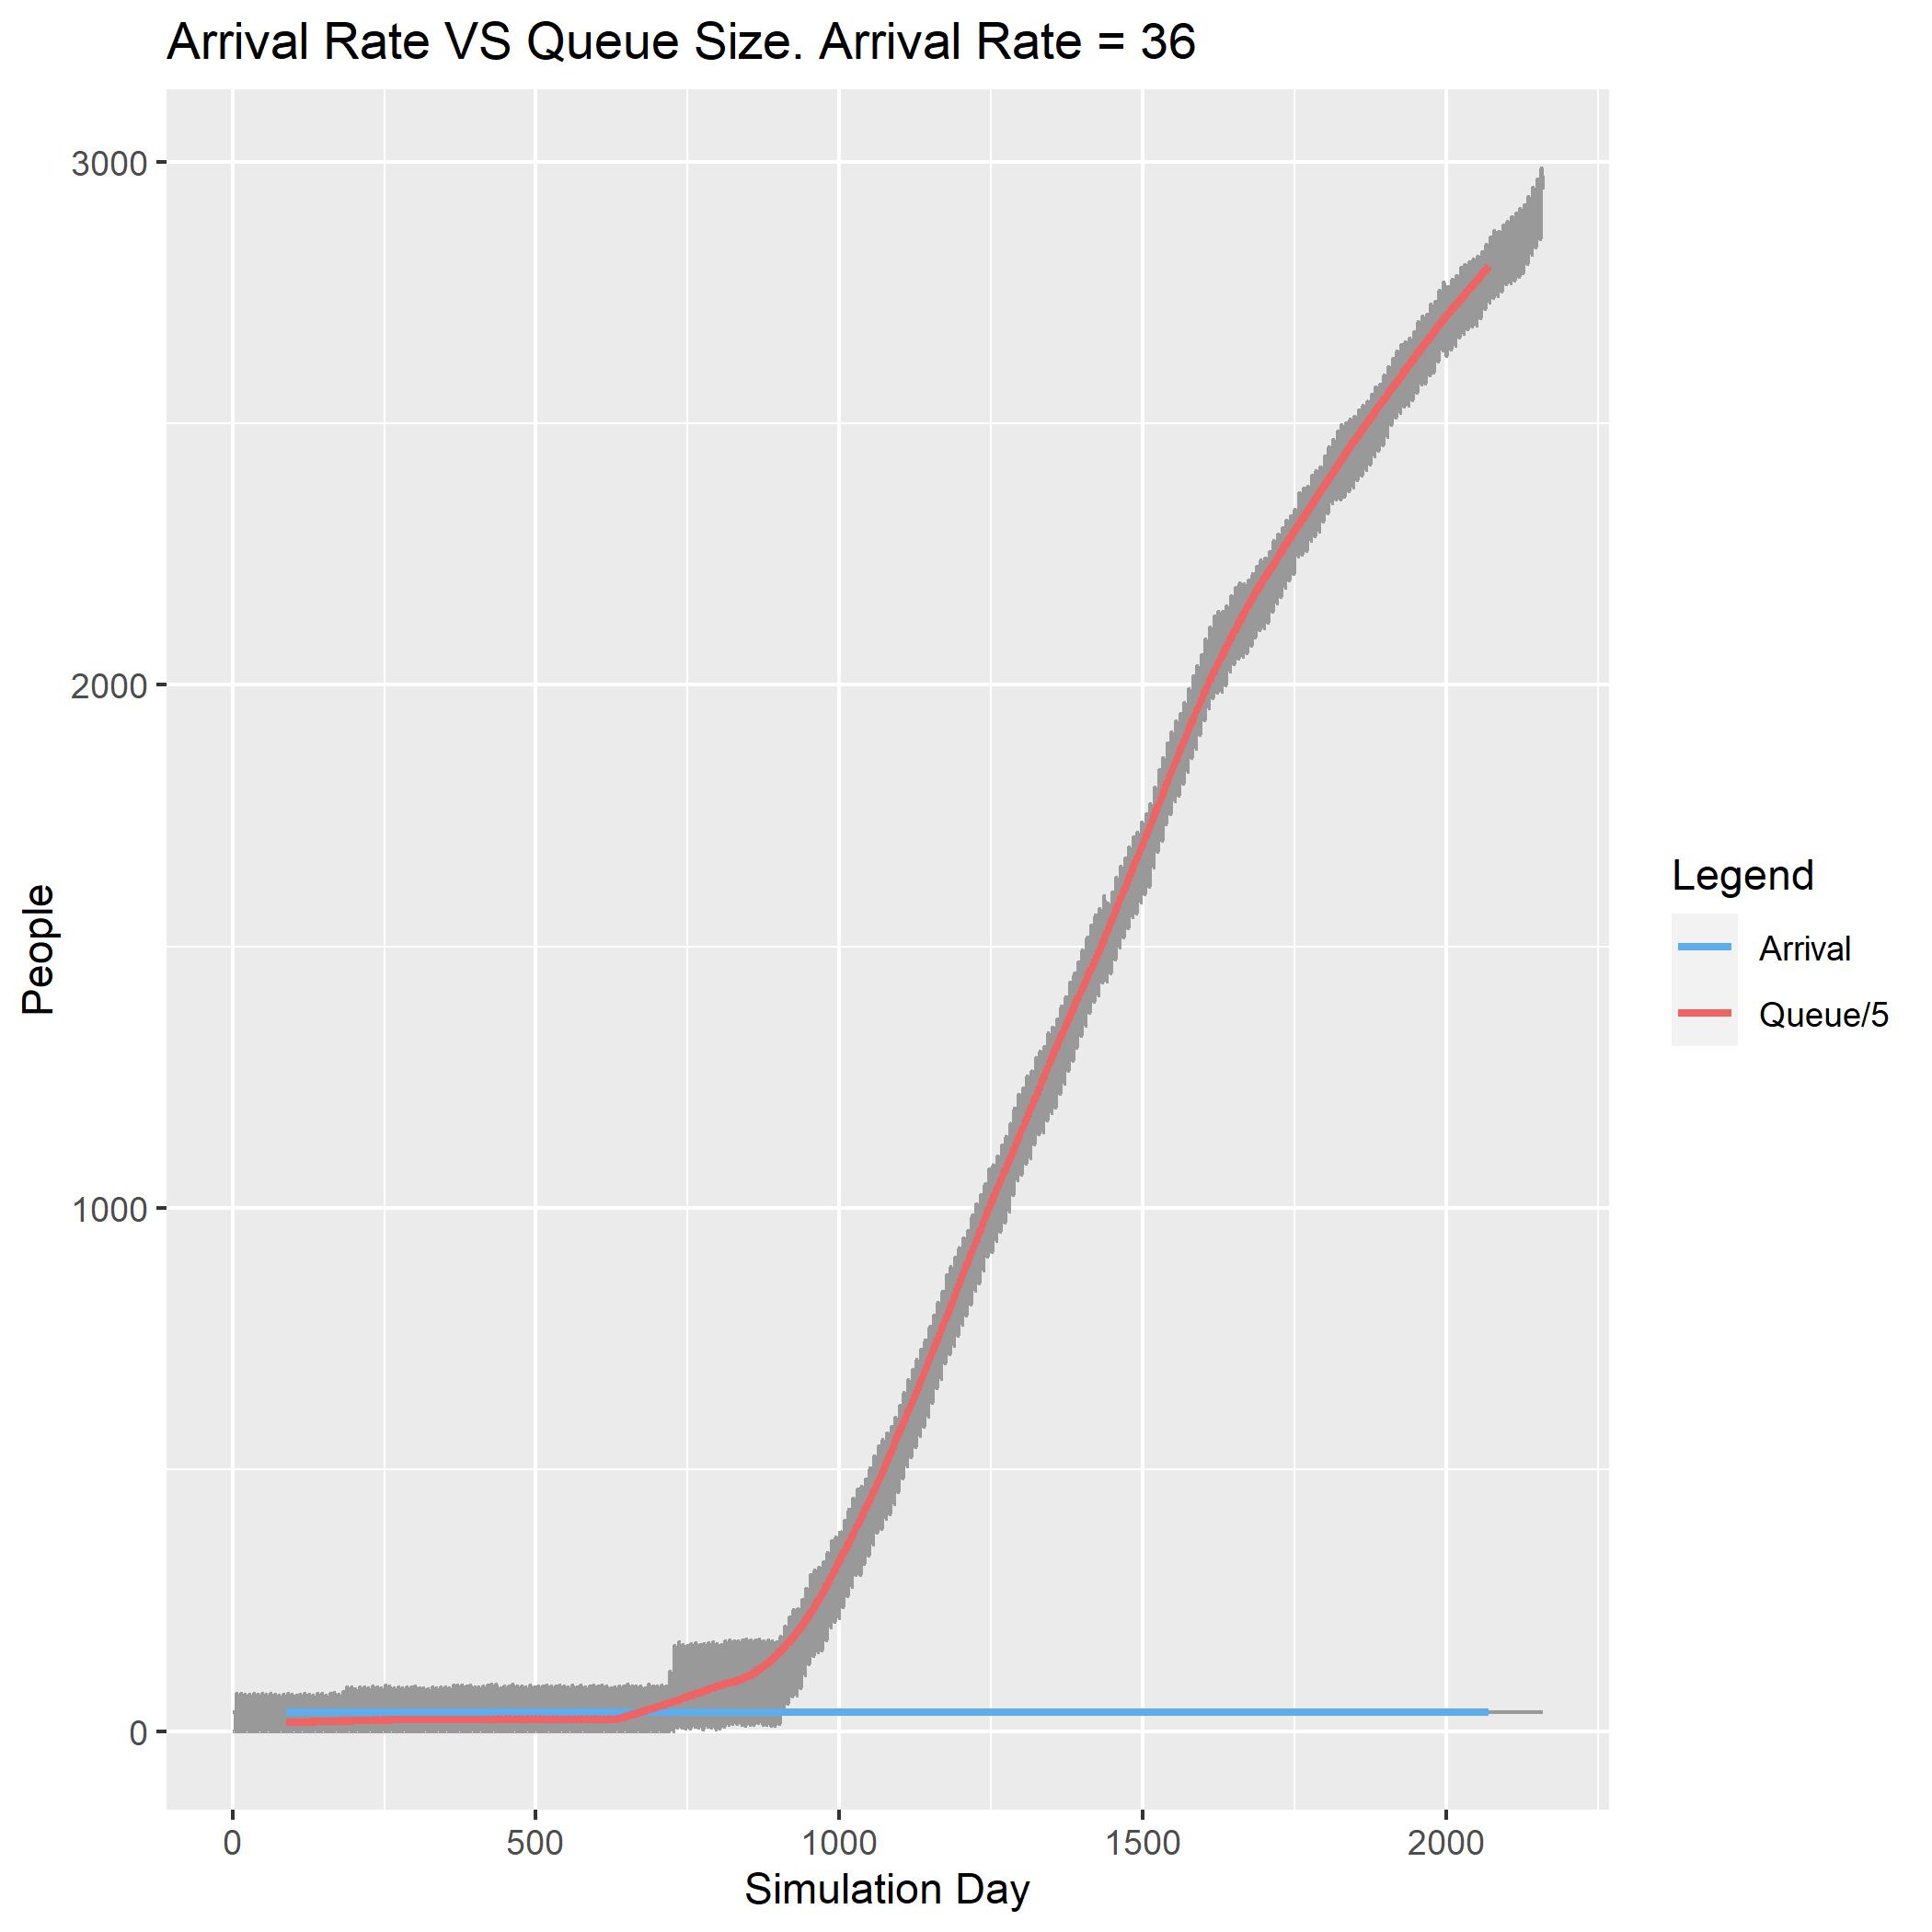 Arrival Rate VS Queue Size. Arrival Rate = 36
3000
2000
1000
0
People
0 500 1000 1500 2000
Simulation Day
Legend
Arrival
Queue/5